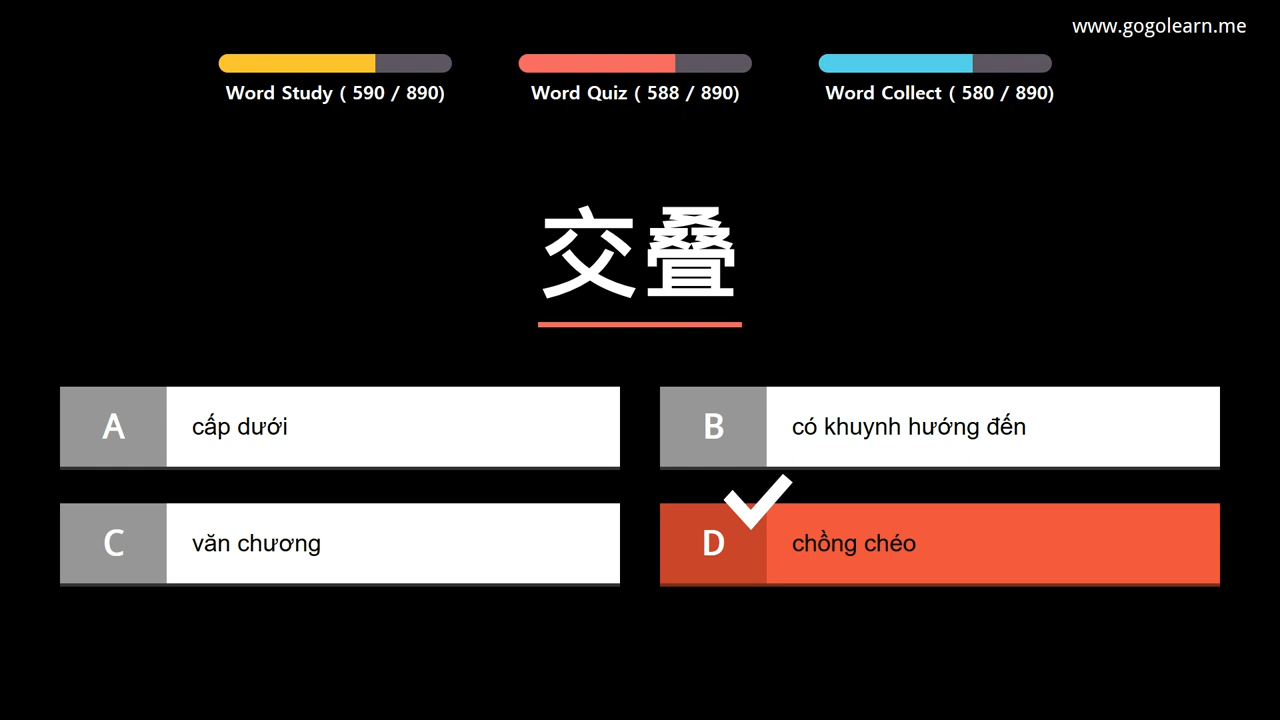 www.gogolearn.me
Word Study ( 590 / 890)
Word Quiz ( 588 / 890)
Word Collect ( 580 / 890)
交叠
A
cấp dưới
B
có khuynh hướng đến
C
văn chương
D
chồng chéo